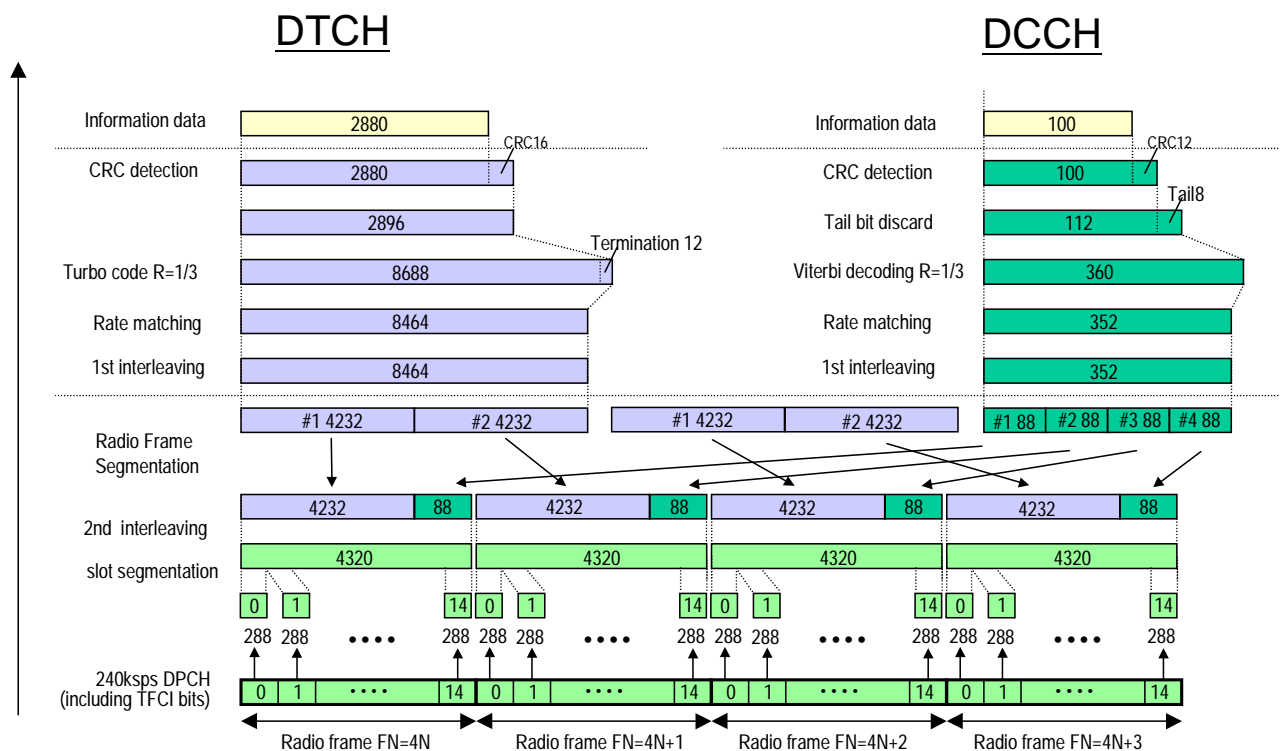 DTCH DCCH
Information data 2880 Information data 100
CRC16 CRC12
CRC detection 2880 CRC detection 100
Tail8
2896 Tail bit discard 112
Termination 12
Turbo code R=1/3 8688 Viterbi decoding R=1/3 360
Rate matching 8464 Rate matching 352
1st interleaving 8464 1st interleaving 352
#1 4232 #2 4232 #1 4232 #2 4232 #1 88 #2 88 #3 88 #4 88
Radio Frame
Segmentation
4232 88 4232 88 4232 88 4232 88
2nd interleaving
4320 4320 4320 4320
slot segmentation
0 1 14 0 1 14 0 1 14 0 1 14
288 288 •••• 288 288 288 •••• 288 288 288 •••• 288 288 288 •••• 288
240ksps DPCH
(including TFCI bits)
0 1 •••• 14 0 1 •••• 14 0 1 •••• 14 0 1 •••• 14
Radio frame FN=4N Radio frame FN=4N+1 Radio frame FN=4N+2 Radio frame FN=4N+3